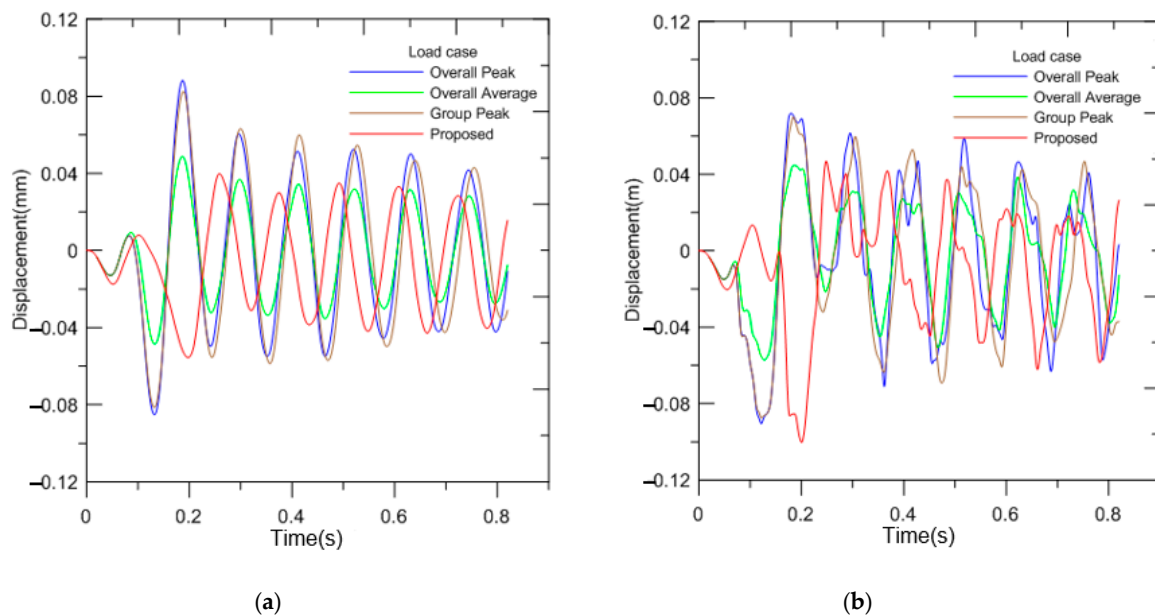 0.12
0.08
0.04
0
−0.04
−0.08
−0.12
Displacement(mm)
Load case
Overall Peak
Overall Average
Group Peak
Proposed
0 0.2 0.4 0.6 0.8
Time(s)
(a)
0.12
0.08
0.04
0
−0.04
−0.08
−0.12
Displacement(m)
Load case
Overall Peak
Overall Average
Group Peak
Proposed
0 0.2 0.4 0.6 0.8
Time(s)
(b)